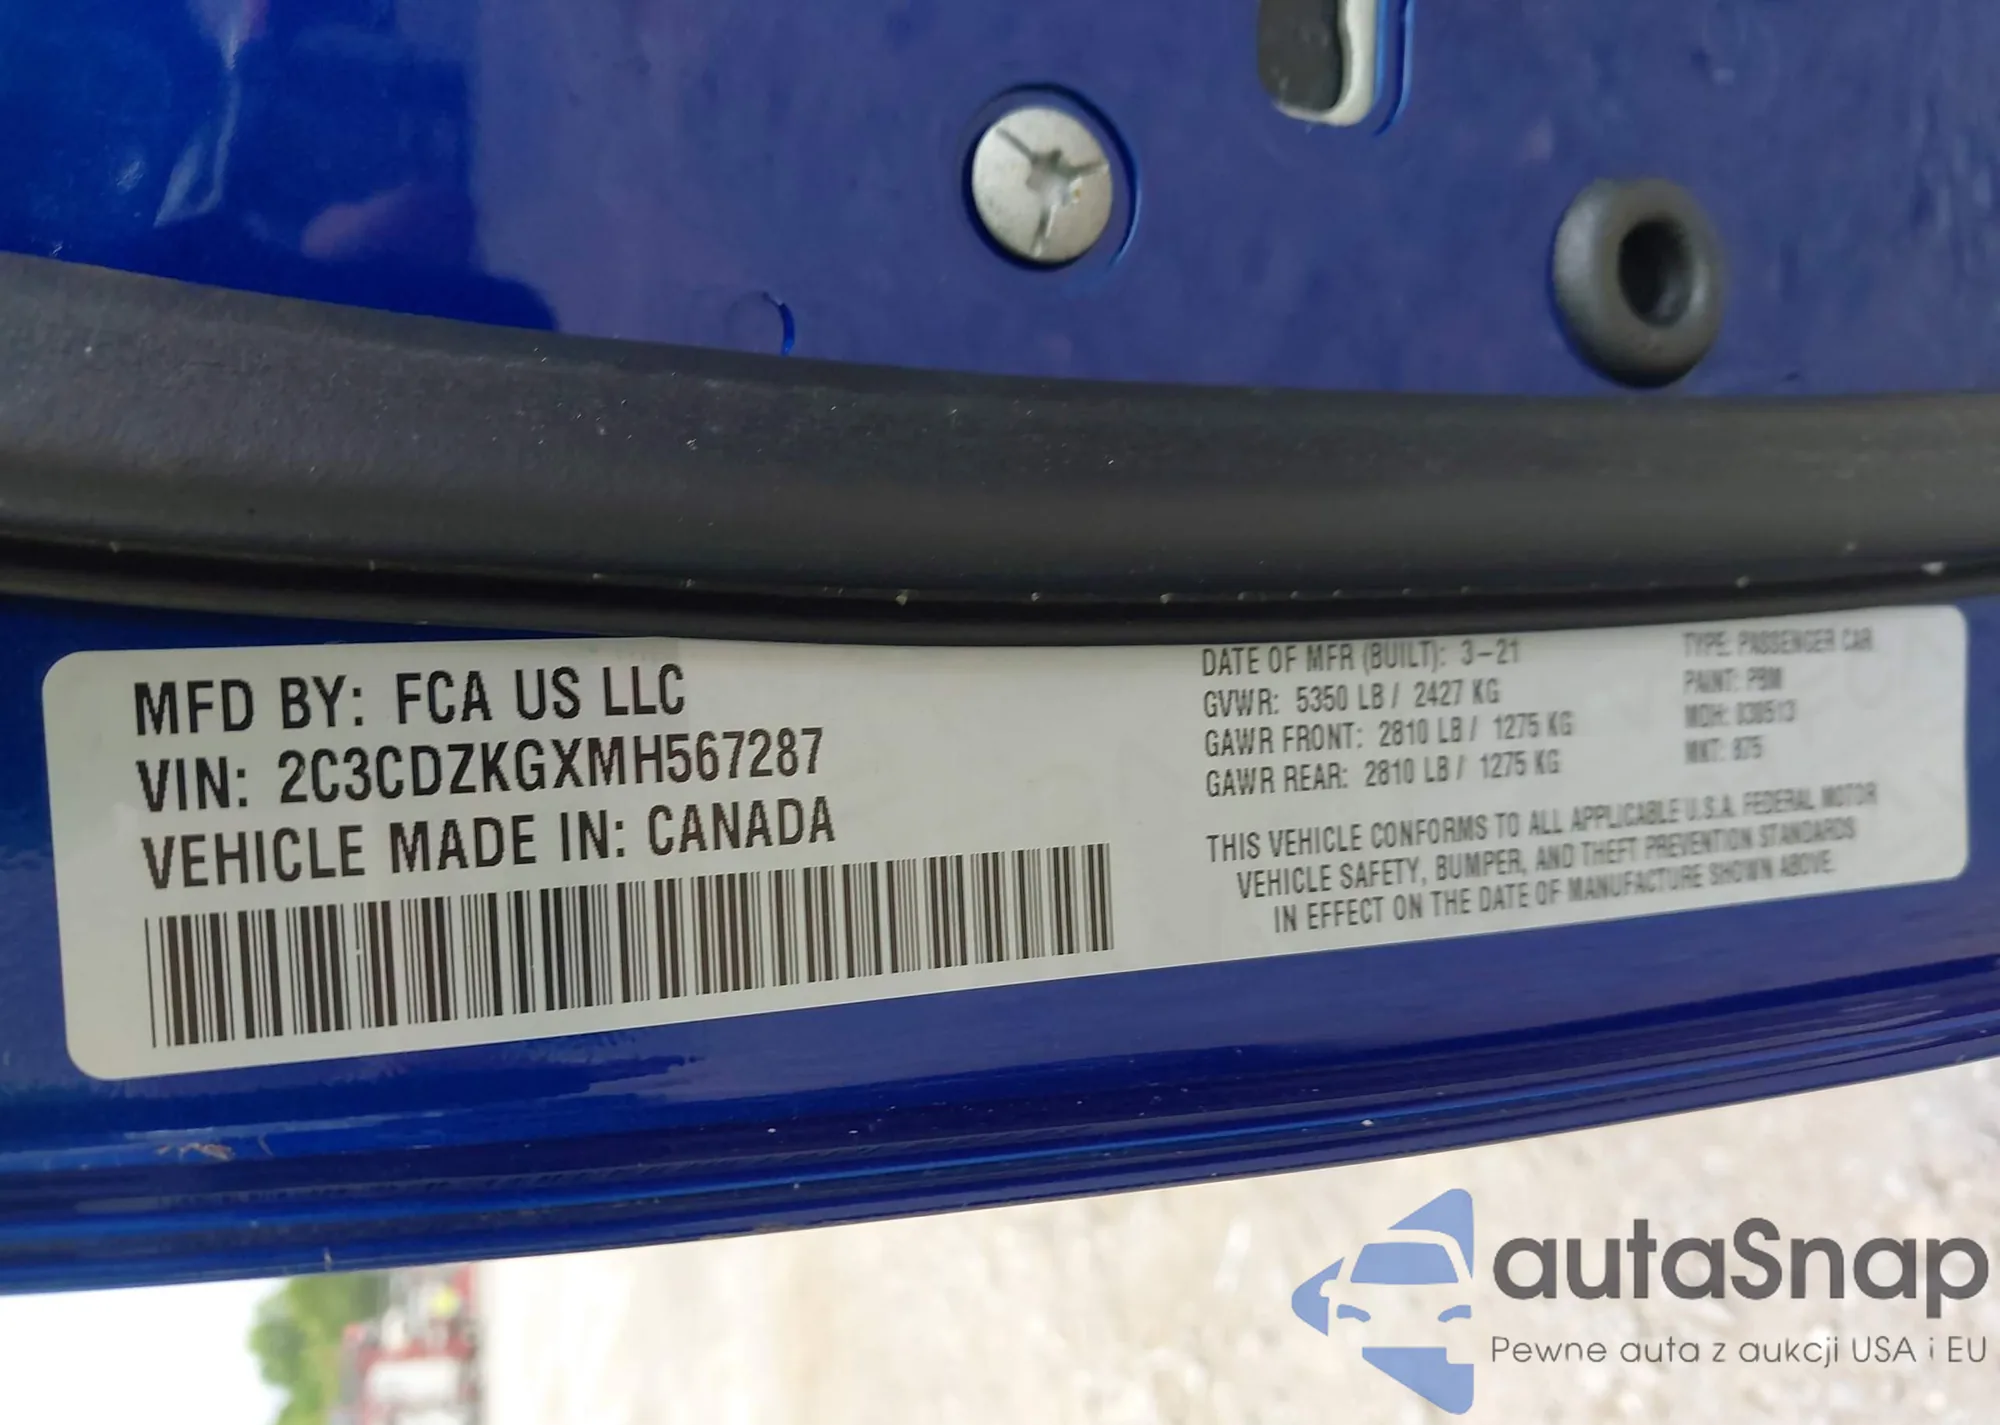 MFD BY: FCA US LLC
VIN: 2C3CDZKGXMH567287
VEHICLE MADE IN: CANADA
DATE OF MFR (BUILT): 3-21
GVWR: 5350 LB / 2427 KG
GAWR FRONT: 2810 LB / 1275 KG
GAWR REAR: 2810 LB / 1275 KG
TYPE: PASSENGER CAR
PAINT: PBM
MDH:
MKT:
THIS VEHICLE CONFORMS TO ALL APPLICABLE U.S.A. FEDERAL MOTOR
VEHICLE SAFETY, BUMPER, AND THEFT PREVENTION STANDARDS
IN EFFECT ON THE DATE OF MANUFACTURE SHOWN ABOVE.
autaSnap
Pewne auta z aukcji USA i EU